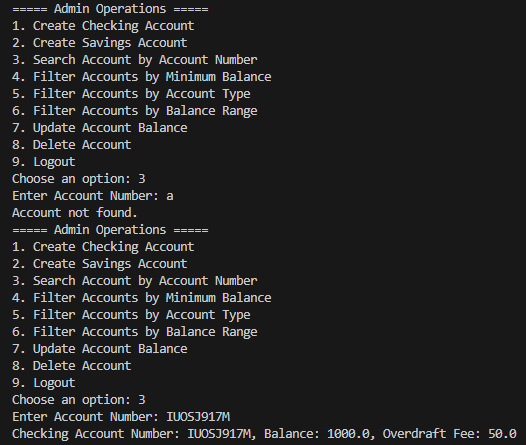 ===== Admin Operations =====
1. Create Checking Account
2. Create Savings Account
3. Search Account by Account Number
4. Filter Accounts by Minimum Balance
5. Filter Accounts by Account Type
6. Filter Accounts by Balance Range
7. Update Account Balance
8. Delete Account
9. Logout
Choose an option: 3
Enter Account Number: a
Account not found.
===== Admin Operations =====
1. Create Checking Account
2. Create Savings Account
3. Search Account by Account Number
4. Filter Accounts by Minimum Balance
5. Filter Accounts by Account Type
6. Filter Accounts by Balance Range
7. Update Account Balance
8. Delete Account
9. Logout
Choose an option: 3
Enter Account Number: IUOSJ917M
Checking Account Number: IUOSJ917M, Balance: 1000.0, Overdraft Fee: 50.0